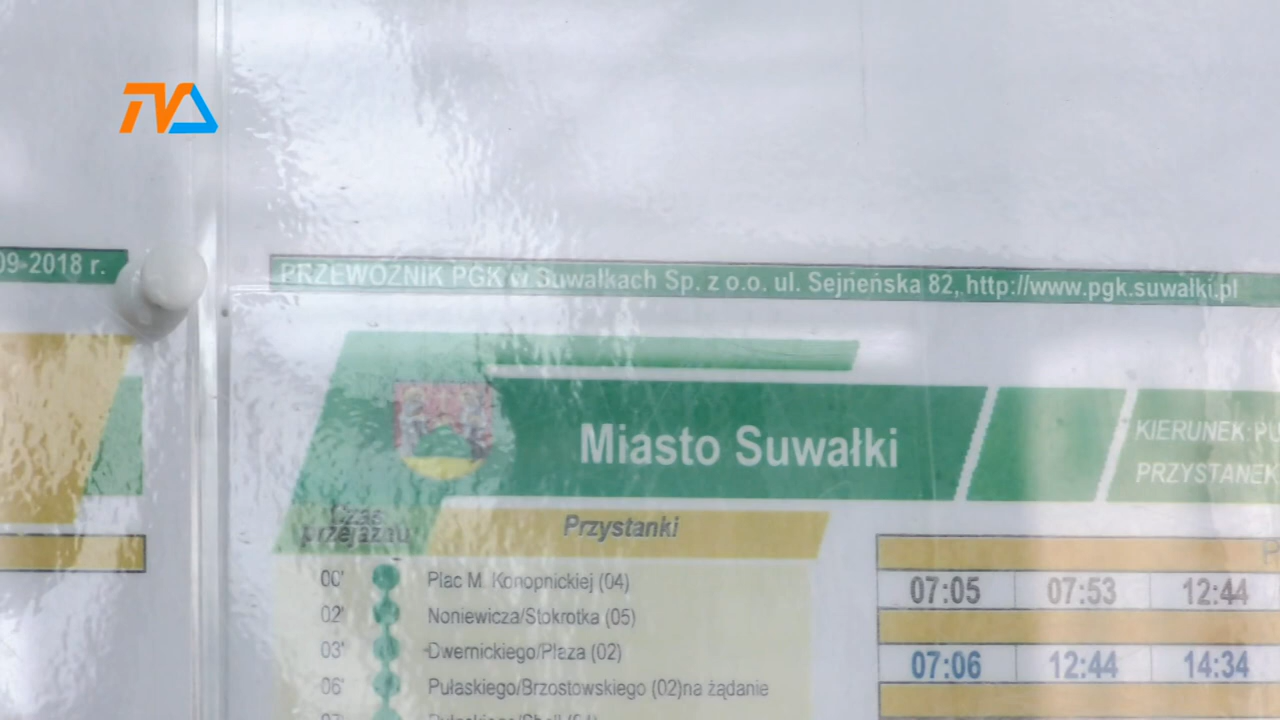 TVA
09-2018 r.
PRZEWOŹNIK PGK w Suwałkach Sp. z o.o. ul. Sejneńska 82, http://www.pgk.suwałki.pl
Miasto Suwałki
KIERUNEK:PU
PRZYSTANEK
Czas
przejazdu
Przystanki
P
00' Plac M. Konopnickiej (04)
07:05 07:53 12:44
02' Noniewicza/Stokrotka (05)
03' Dwernickiego/Plaza (02)
07:06 12:44 14:34
06' Pułaskiego/Brzostowskiego (02)na żądanie